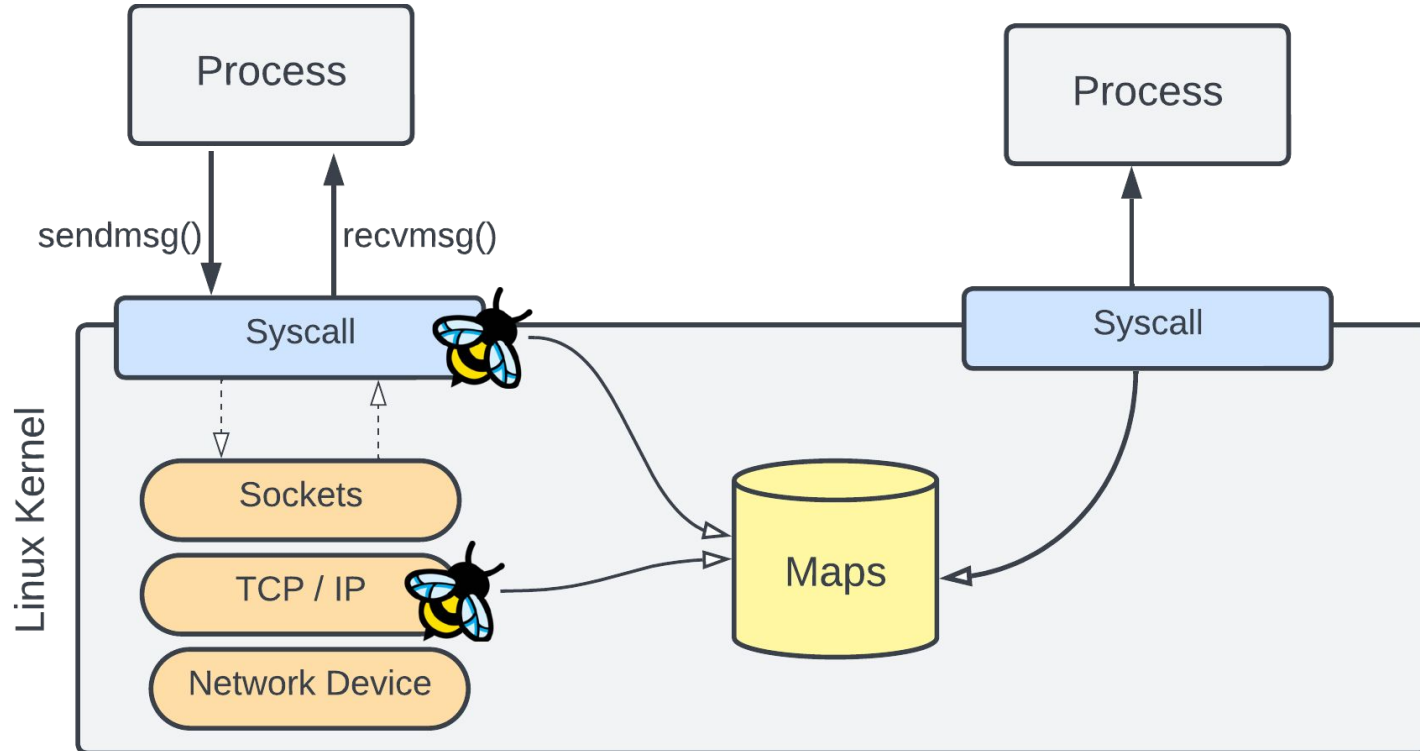 Process
Process
sendmsg()
recvmsg()
Syscall
Syscall
Linux Kernel
Sockets
TCP / IP
Maps
Network Device